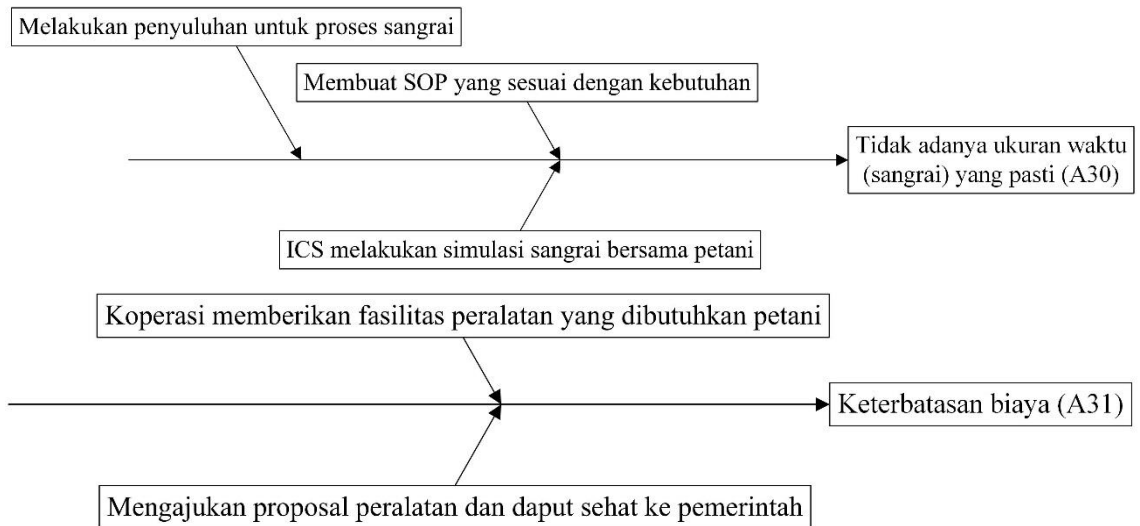 Melakukan penyuluhan untuk proses sangrai
Membuat SOP yang sesuai dengan kebutuhan
Tidak adanya ukuran waktu
(sangrai) yang pasti (A30)
ICS melakukan simulasi sangrai bersama petani
Koperasi memberikan fasilitas peralatan yang dibutuhkan petani
Keterbatasan biaya (A31)
Mengajukan proposal peralatan dan daput sehat ke pemerintah